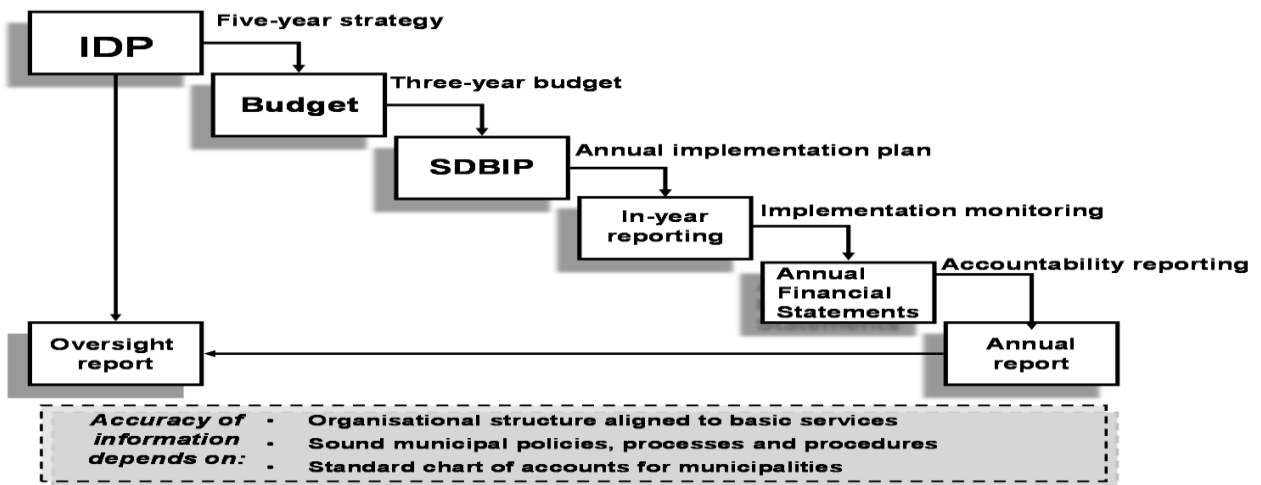 Five-year strategy
IDP
Three-year budget
Budget
Annual implementation plan
SDBIP
Implementation monitoring
In-year
reporting
Accountability reporting
Annual
Financial
Statements
Oversight
report
Annual
report
Accuracy of
information
depends on:
- Organisational structure aligned to basic services
- Sound municipal policies, processes and procedures
- Standard chart of accounts for municipalities